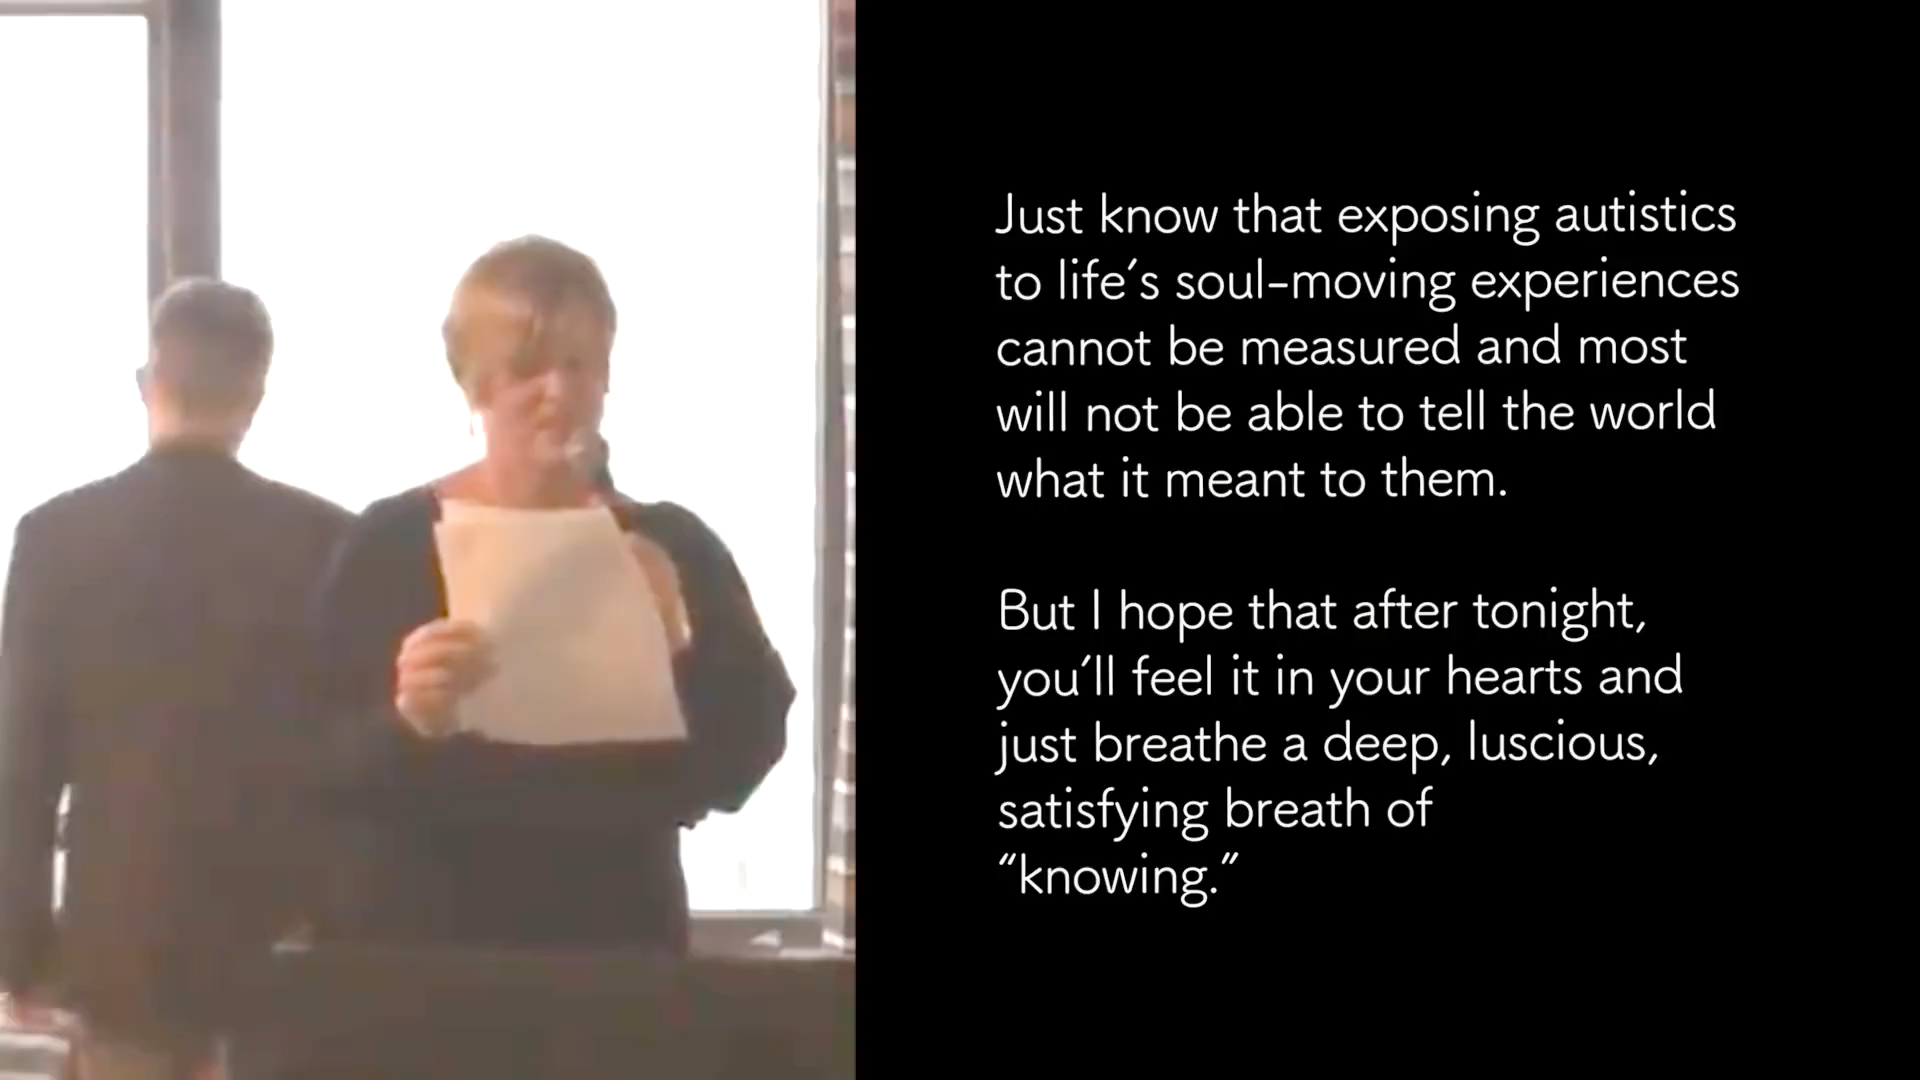 Just know that exposing autistics
to life's soul-moving experiences
cannot be measured and most
will not be able to tell the world
what it meant to them.
But I hope that after tonight,
you'll feel it in your hearts and
just breathe a deep, luscious,
satisfying breath of
"knowing."